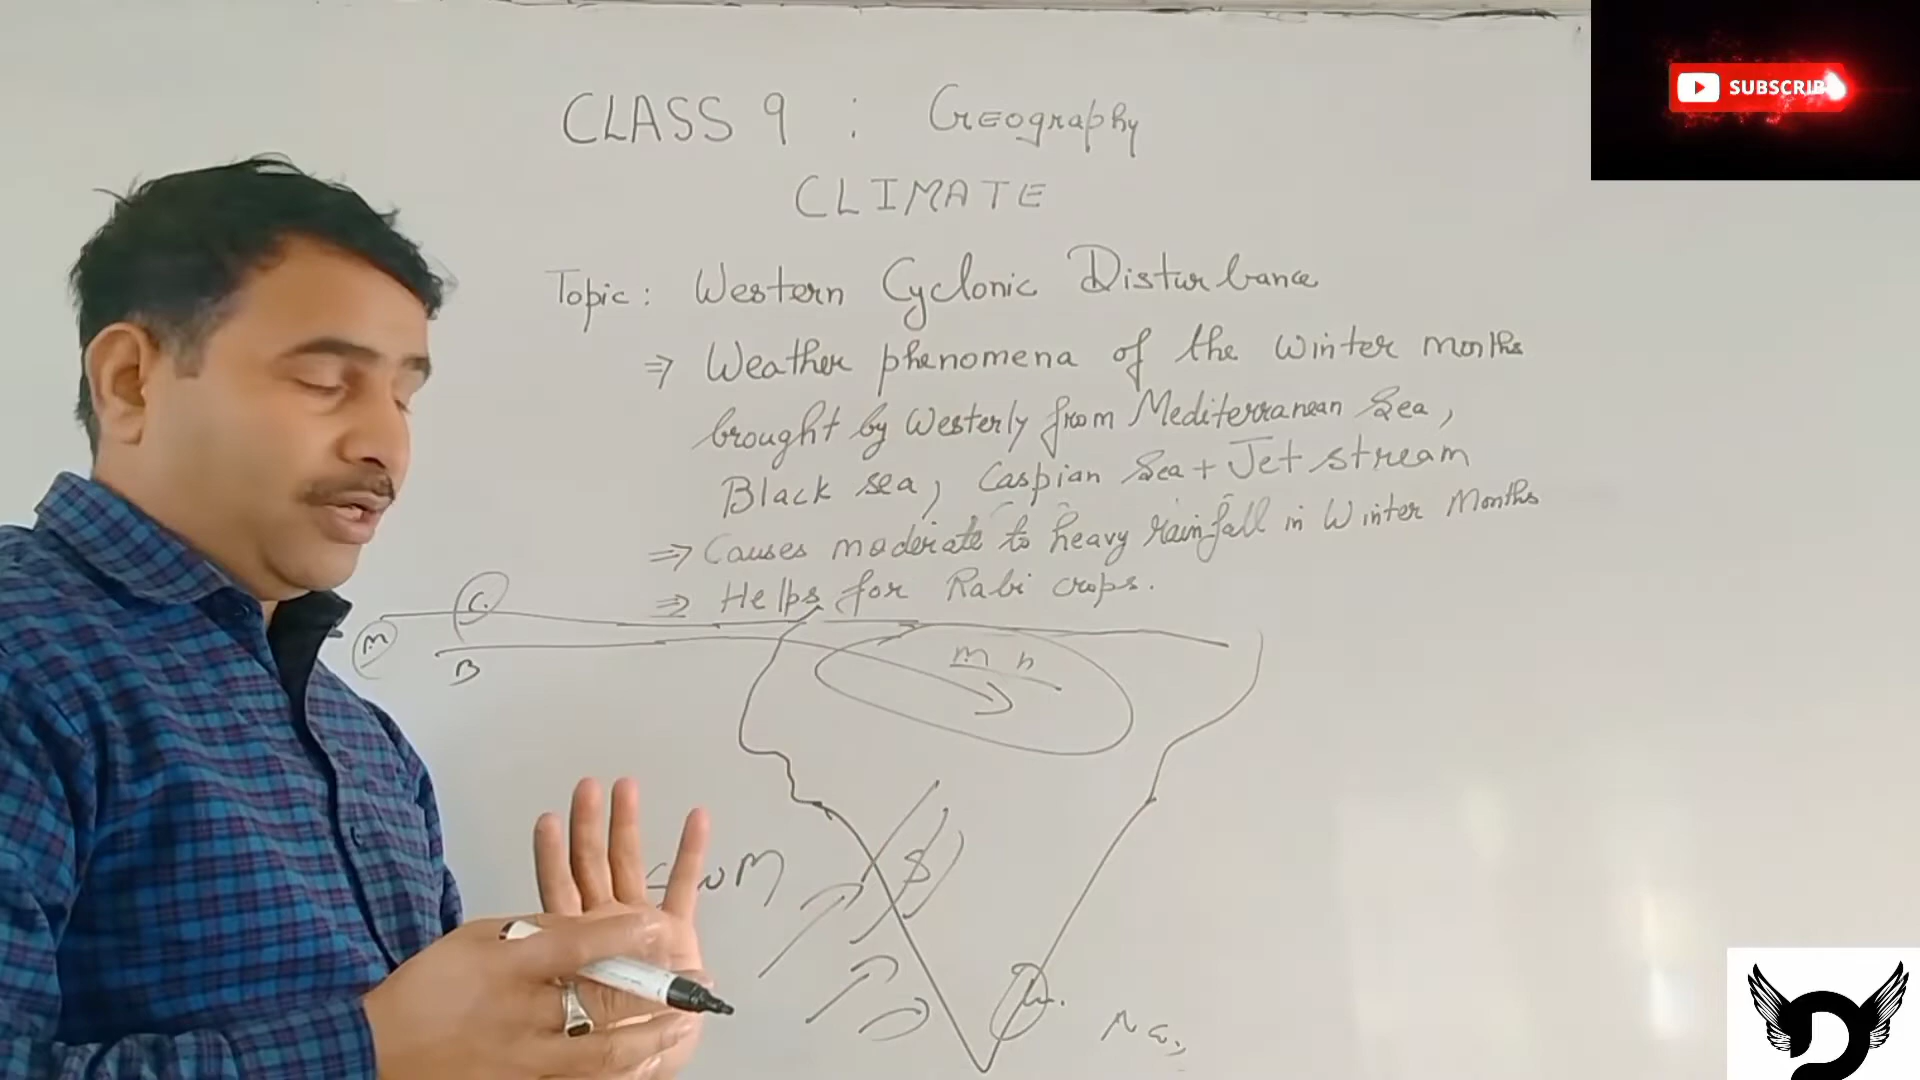 SUBSCRIB
CLASS 9 : Geography
CLIMATE
Topic: Western Cyclonic Disturbance
⇒ Weather phenomena of the winter months
brought by Westerly from Mediterranean Sea,
Black sea, Caspian Sea + Jet stream
⇒ Causes moderate to heavy rainfall in Winter Months
⇒ Helps for Rabi crops.
C.
M
B
m h
D